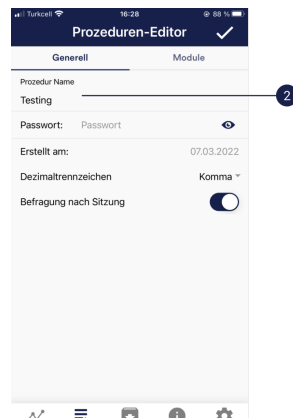 Turkcell 16:28 88 %
Prozeduren-Editor
Generell Module
Prozedur Name
Testing
2
Passwort: Passwort
Erstellt am: 07.03.2022
Dezimaltrennzeichen Komma
Befragung nach Sitzung